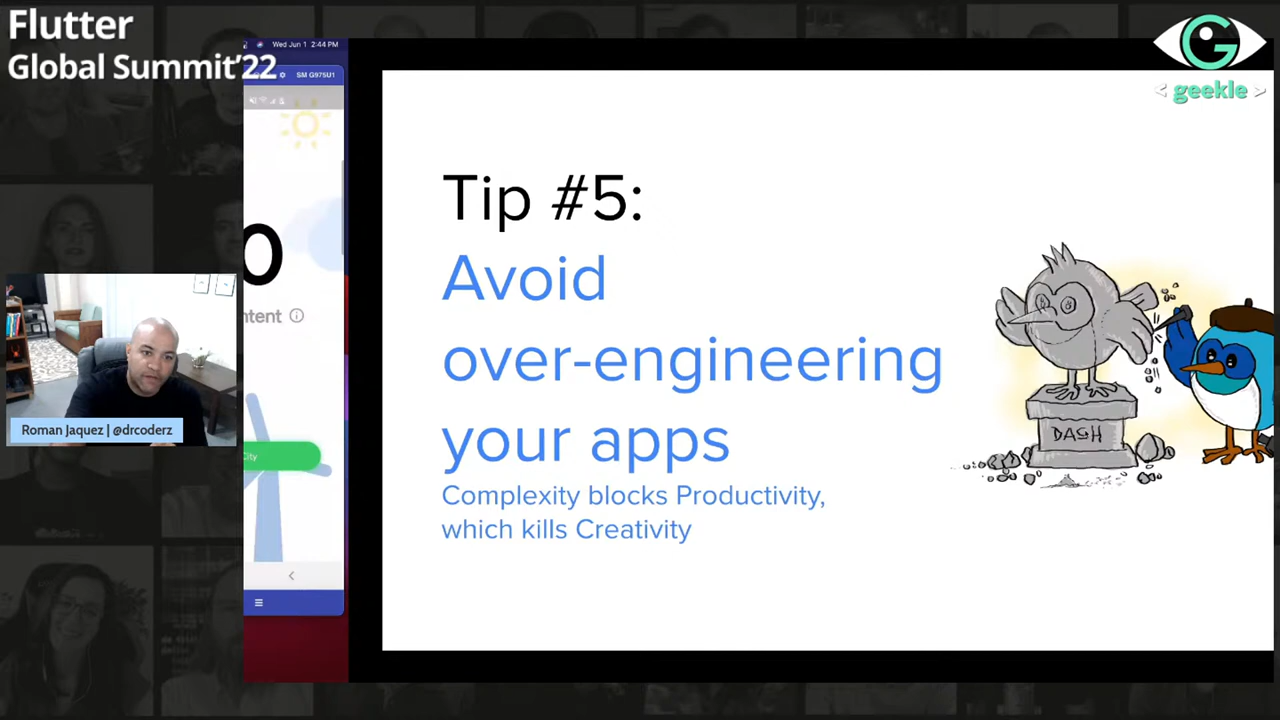 Flutter
Global Summit'22
Wed Jun 1 2:44 PM
SM G975U1
geekle
Tip #5:
Avoid
over-engineering
your apps
Complexity blocks Productivity,
which kills Creativity
DASH
Roman Jaquez | @drcoderz
City